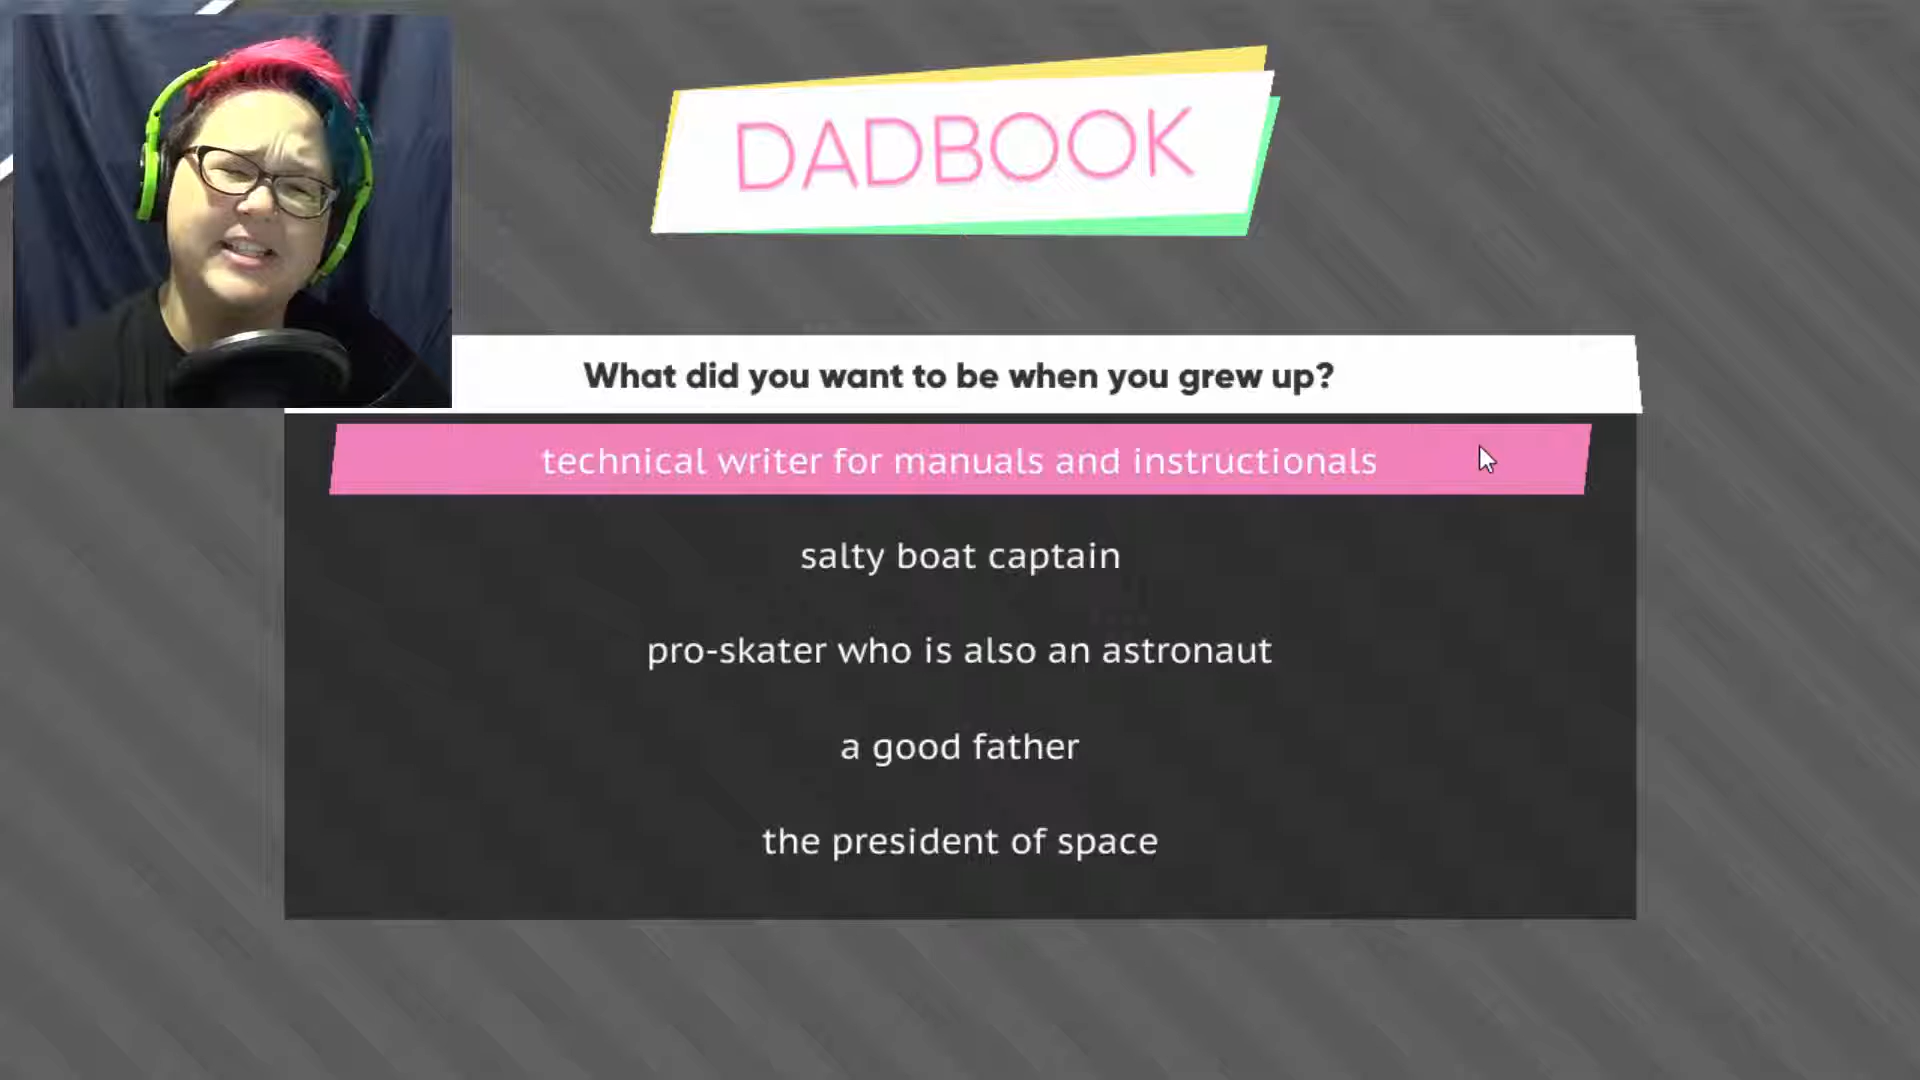 DADBOOK
What did you want to be when you grew up?
technical writer for manuals and instructionals
salty boat captain
pro-skater who is also an astronaut
a good father
the president of space